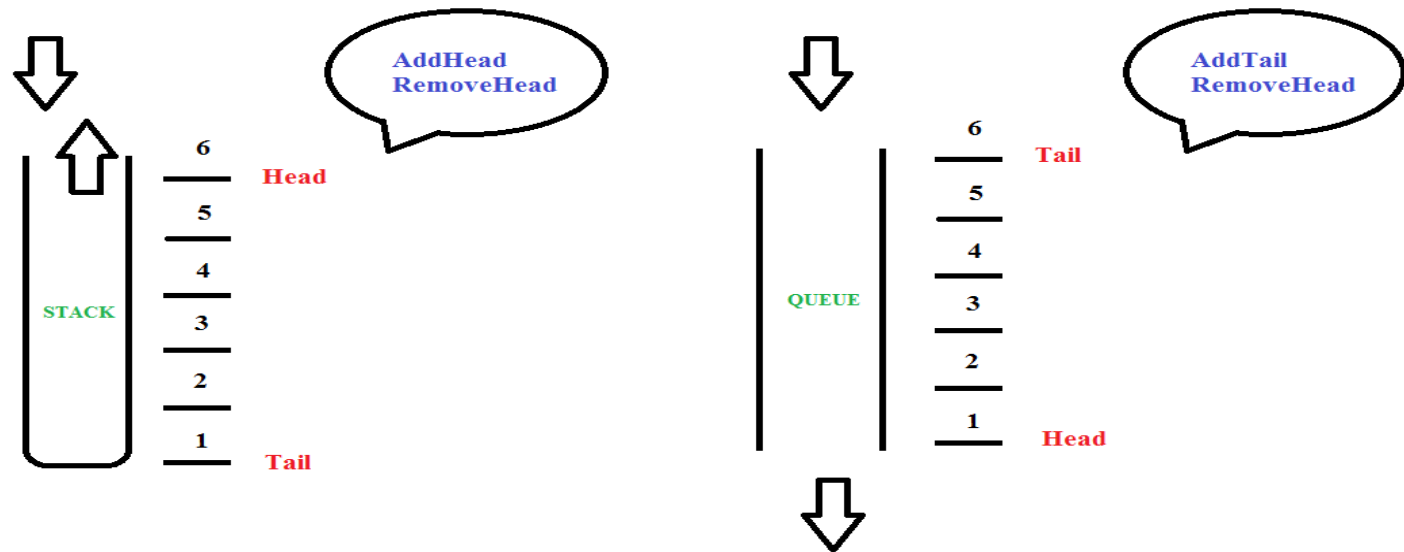 AddHead
RemoveHead
6
Head
5
4
STACK
3
2
1
Tail
AddTail
RemoveHead
6
Tail
5
4
QUEUE
3
2
1
Head